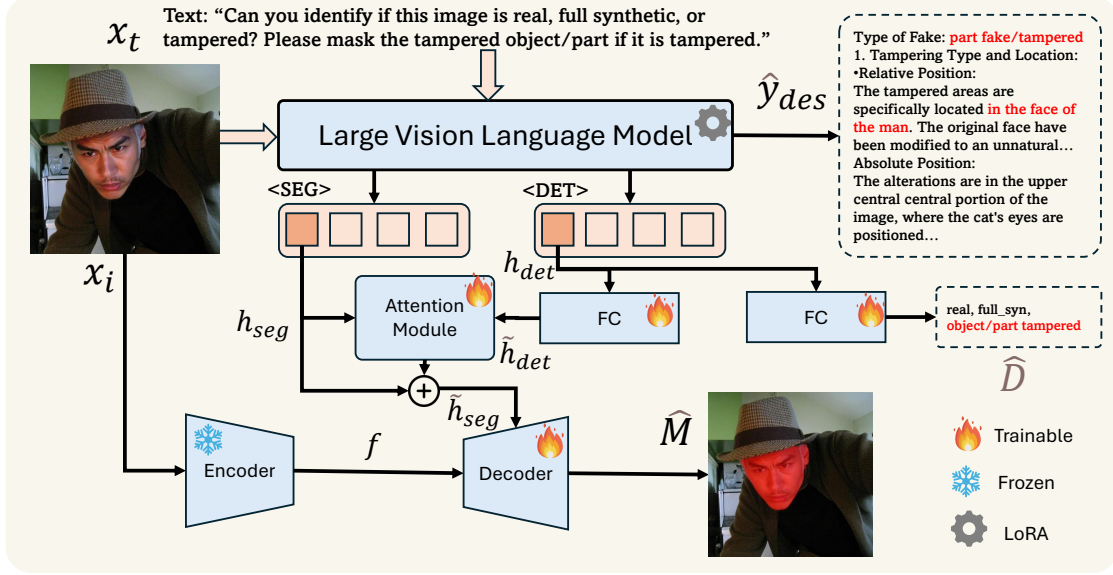 x_t
Text: “Can you identify if this image is real, full synthetic, or
tampered? Please mask the tampered object/part if it is tampered.”
x_i
Large Vision Language Model
ŷ_des
Type of Fake: part fake/tampered
1. Tampering Type and Location:
•Relative Position:
The tampered areas are
specifically located in the face of
the man. The original face have
been modified to an unnatural…
Absolute Position:
The alterations are in the upper
central central portion of the
image, where the cat's eyes are
positioned…
<SEG>
<DET>
h_det
h_seg
Attention
Module
FC
FC
real, full_syn,
object/part tampered
h̃_det
D̂
h̃_seg
Encoder
f
Decoder
M̂
Trainable
Frozen
LoRA